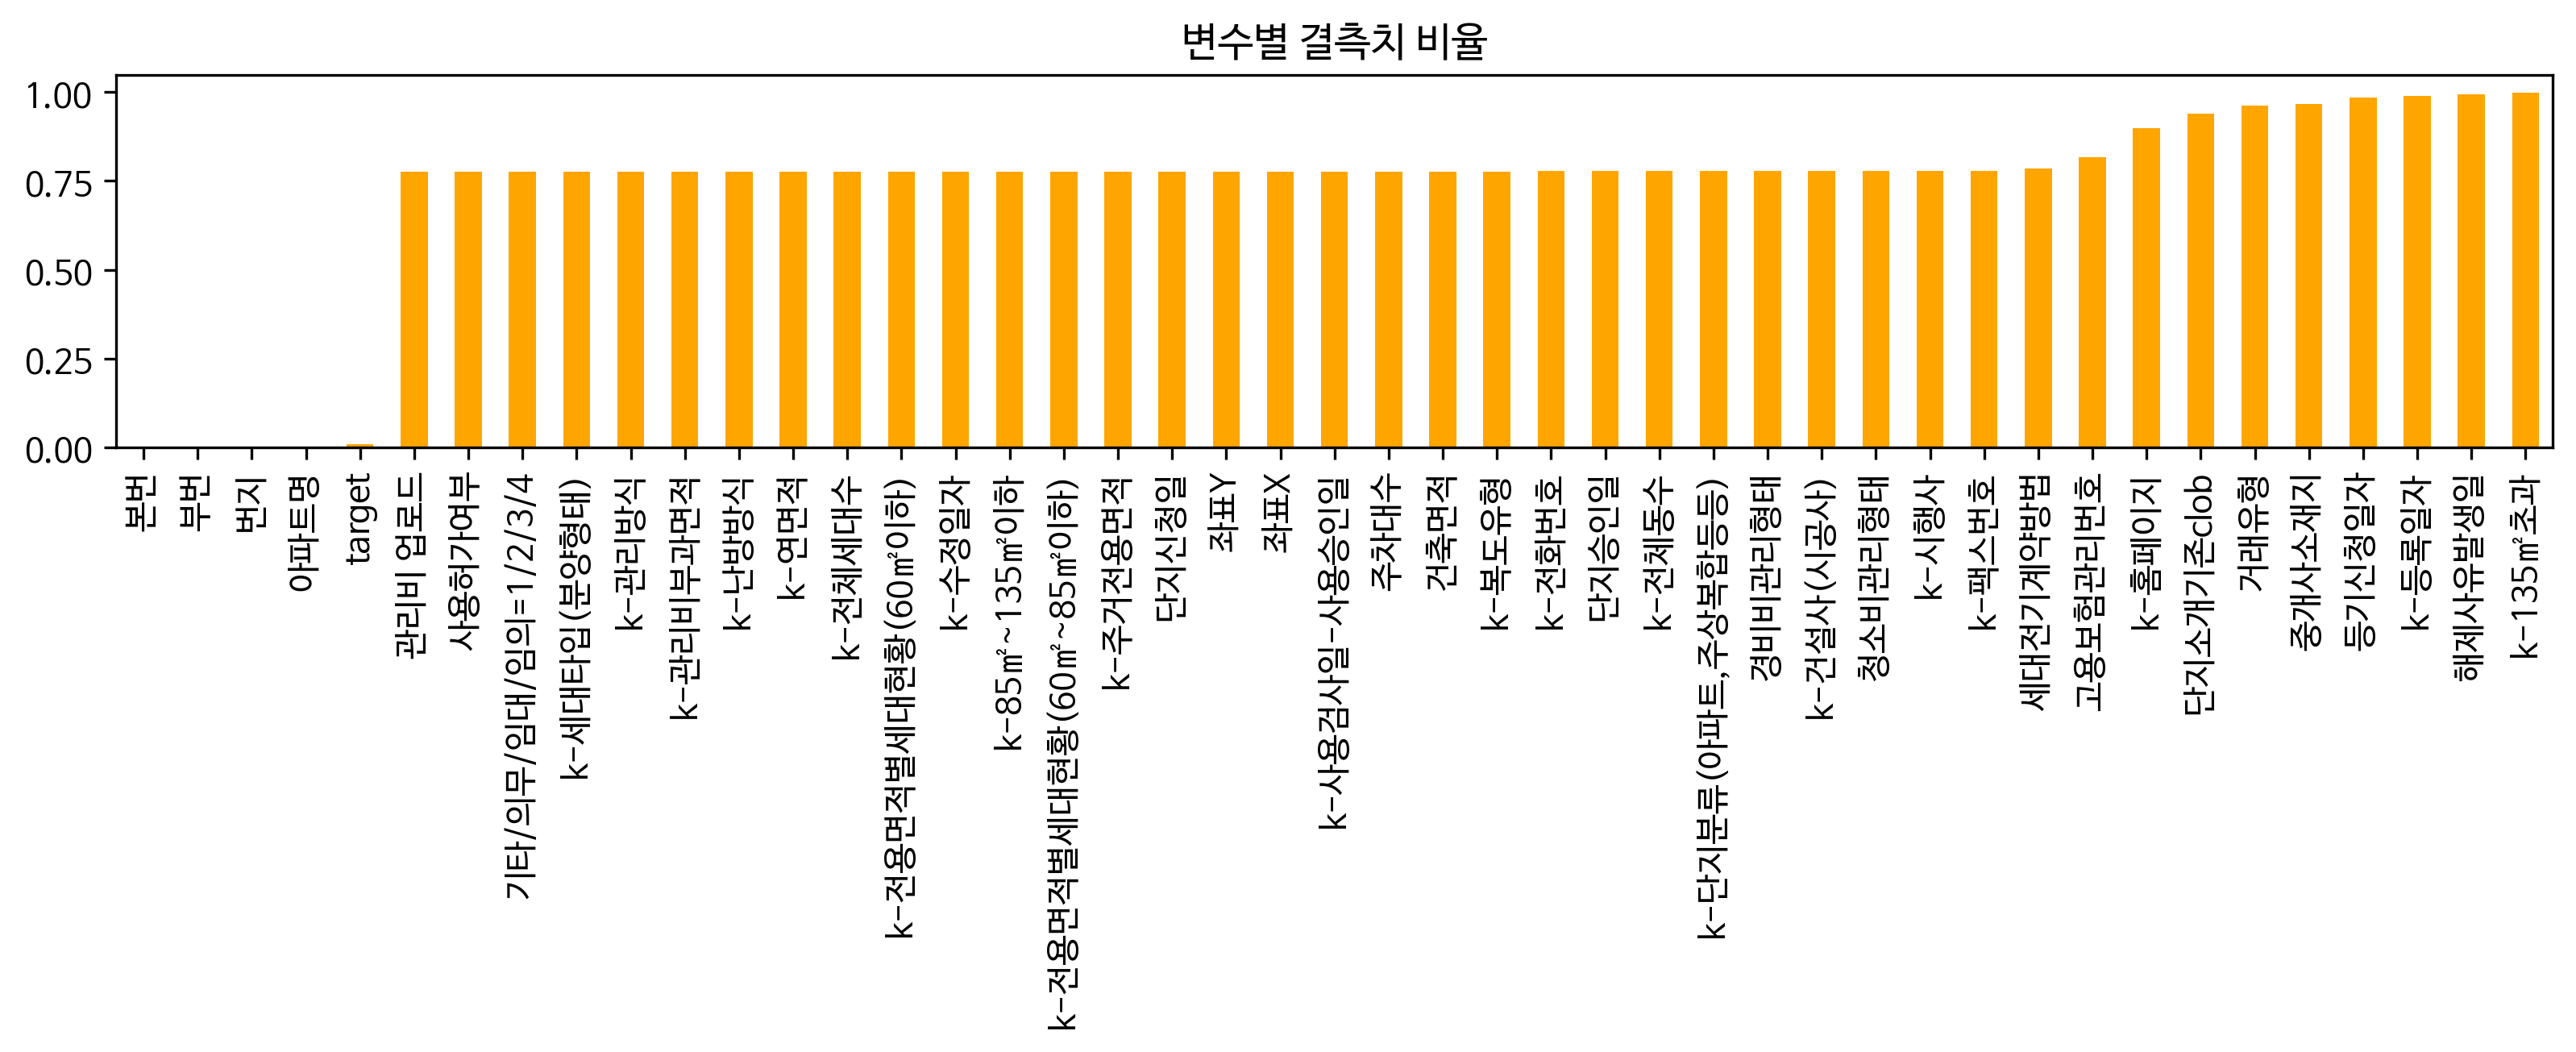 변수별 결측치 비율
1.00
0.75
0.50
0.25
0.00
본번
부번
번지
아파트명
target
관리비 업로드
사용허가여부
기타/의무/임대/임의=1/2/3/4
k-세대타입(분양형태)
k-관리방식
k-관리비부과면적
k-난방방식
k-연면적
k-전체세대수
k-전용면적별세대현황(60㎡이하)
k-수정일자
k-85㎡~135㎡이하
k-전용면적별세대현황(60㎡~85㎡이하)
k-주거전용면적
단지신청일
좌표Y
좌표X
k-사용검사일-사용승인일
주차대수
건축면적
k-복도유형
k-전화번호
단지승인일
k-전체동수
k-단지분류(아파트,주상복합등등)
경비비관리형태
k-건설사(시공사)
청소비관리형태
k-시행사
k-팩스번호
세대전기계약방법
고용보험관리번호
k-홈페이지
단지소개기존clob
거래유형
중개사소재지
등기신청일자
k-등록일자
해제사유발생일
k-135㎡초과